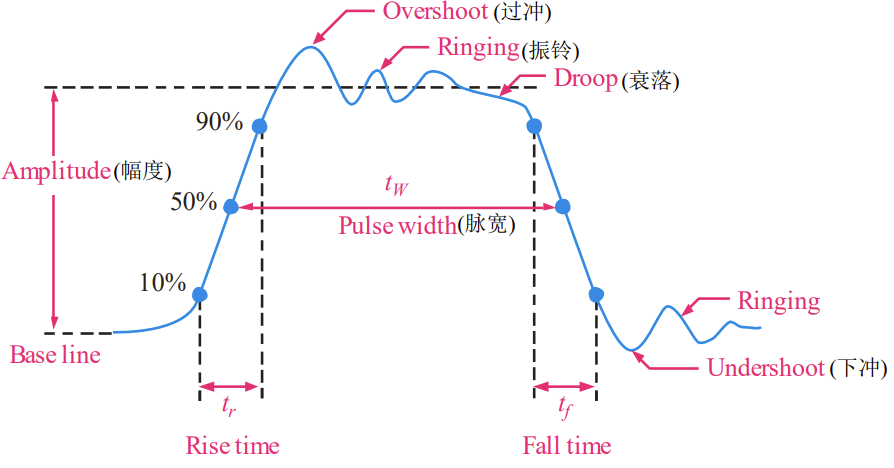 Overshoot (过冲)
Ringing(振铃)
Droop (衰落)
90%
Amplitude(幅度)
tW
50%
Pulse width(脉宽)
10%
Ringing
Base line
Undershoot (下冲)
tr
tf
Rise time
Fall time